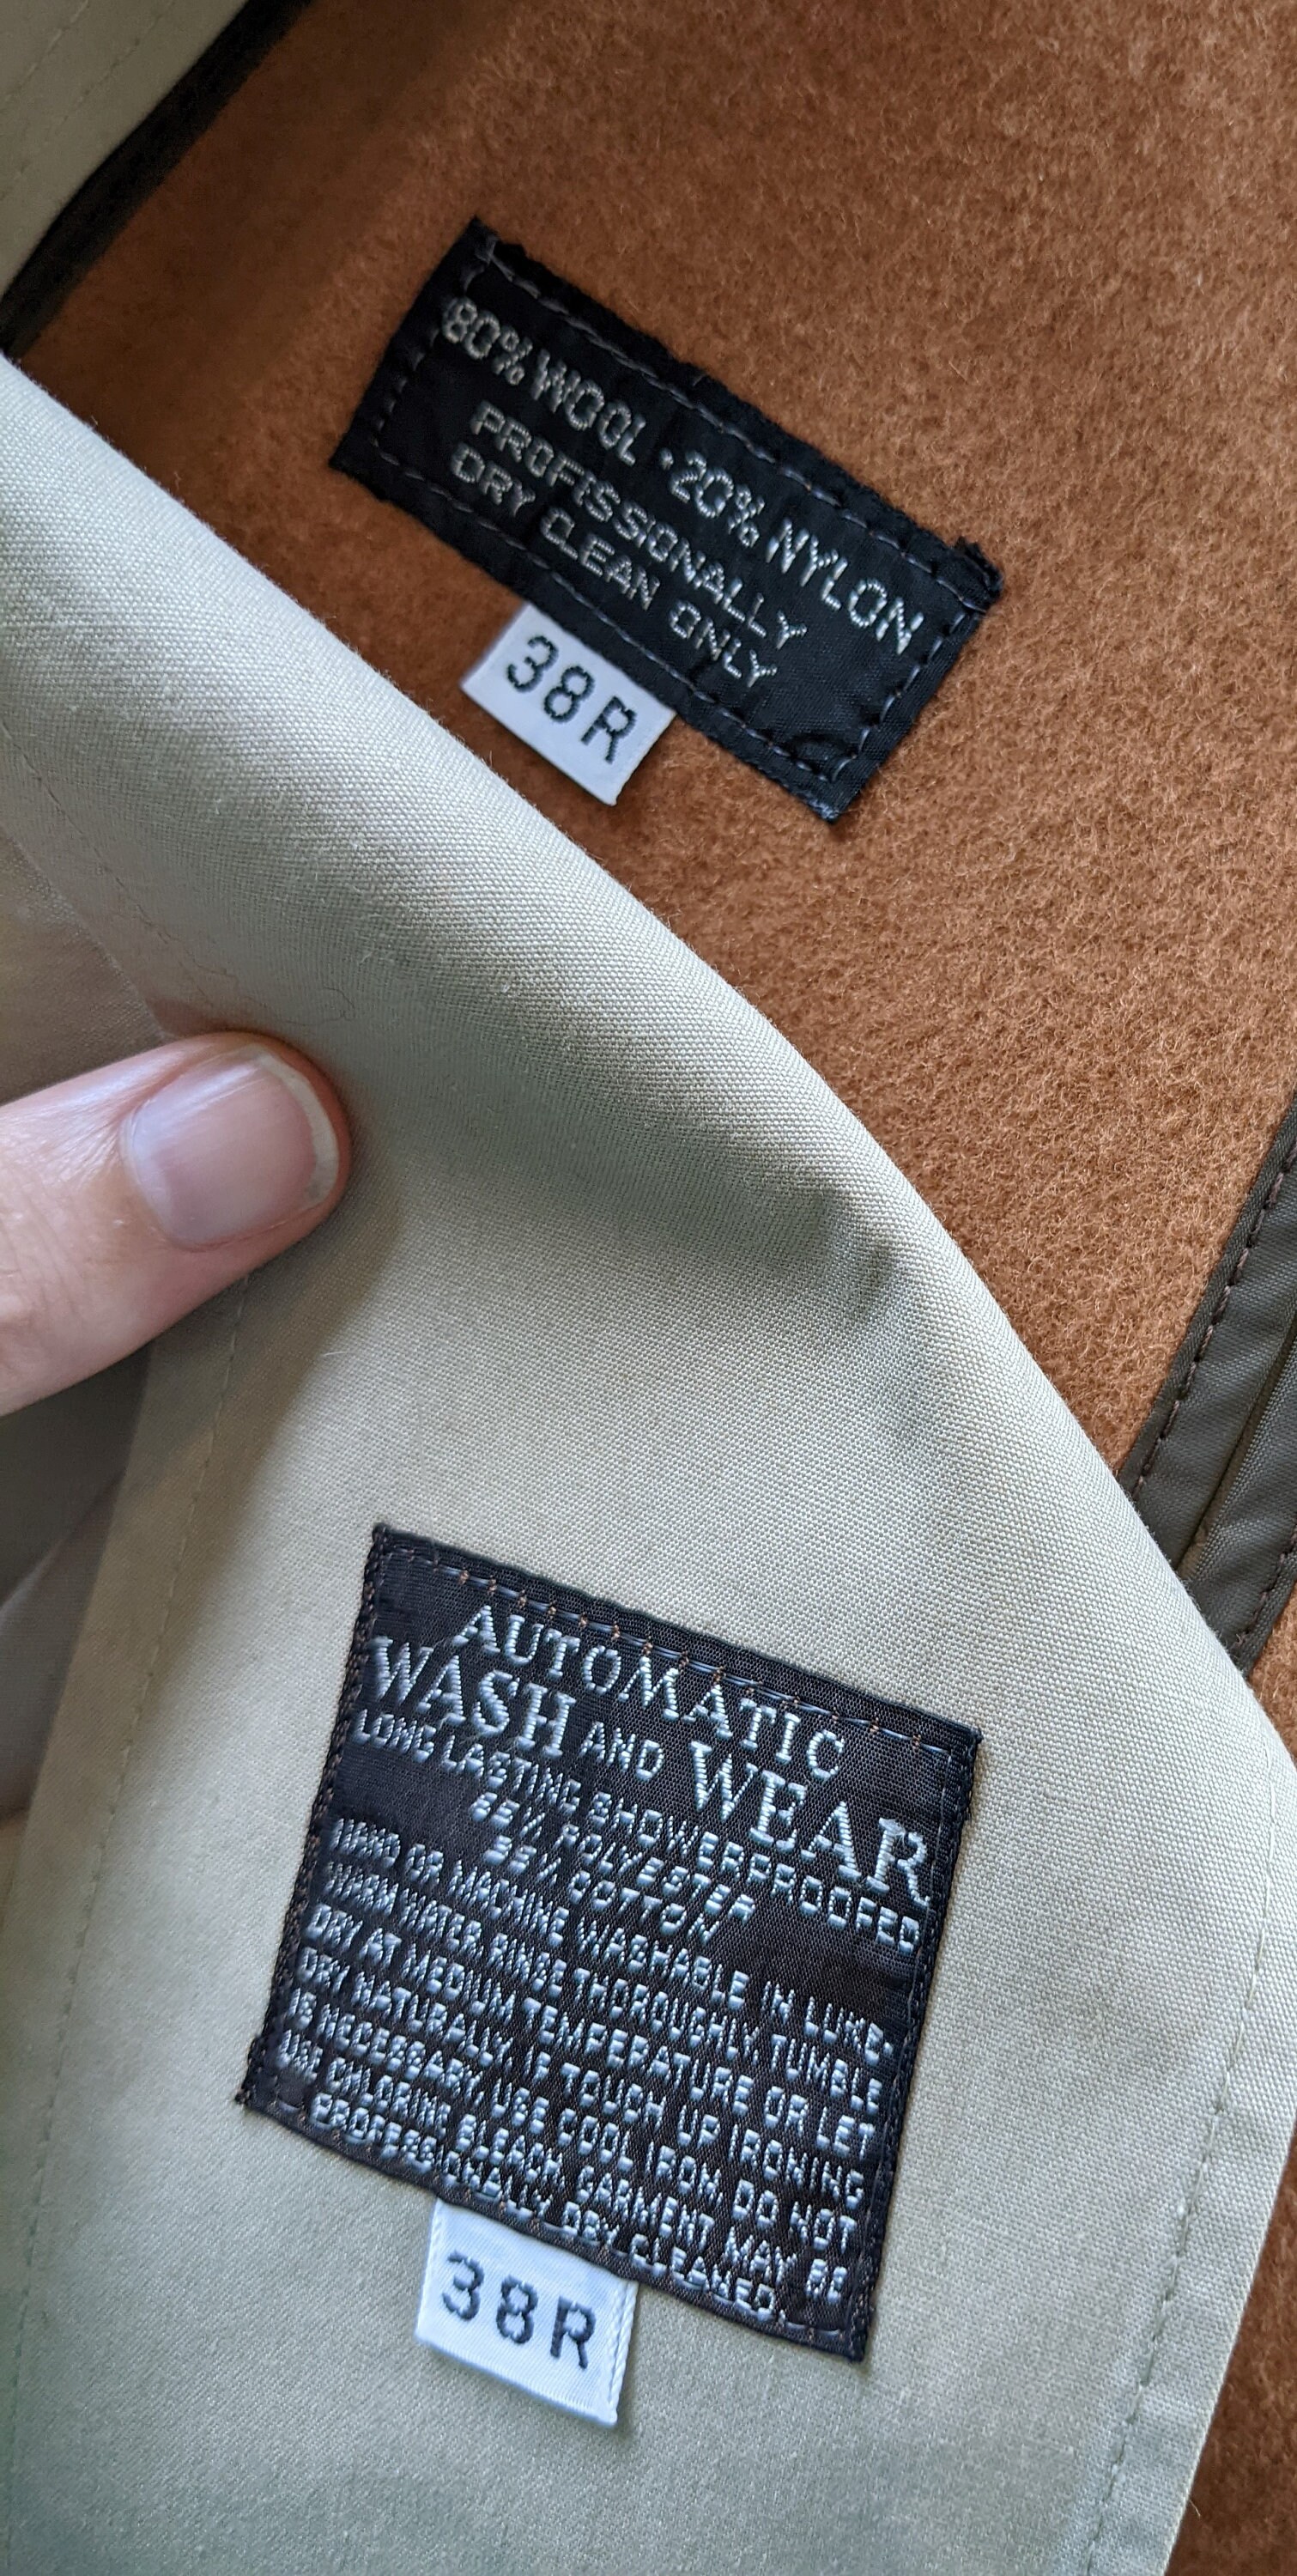 80% WOOL · 20% NYLON
PROFISSIONALLY
DRY CLEAN ONLY
38R
AUTOMATIC
WASH AND WEAR
LONG LASTING SHOWERPROOFED
65% POLYESTER
35% COTTON
HAND OR MACHINE WASHABLE IN LUKE-
WARM WATER RINSE THOROUGHLY. TUMBLE
DRY AT MEDIUM TEMPERATURE OR LET
DRY NATURALLY. IF TOUCH UP IRONING
IS NECESSARY, USE COOL IRON. DO NOT
USE CHLORINE BLEACH. GARMENT MAY BE
PROFFESIONALLY DRY CLEANED.
38R